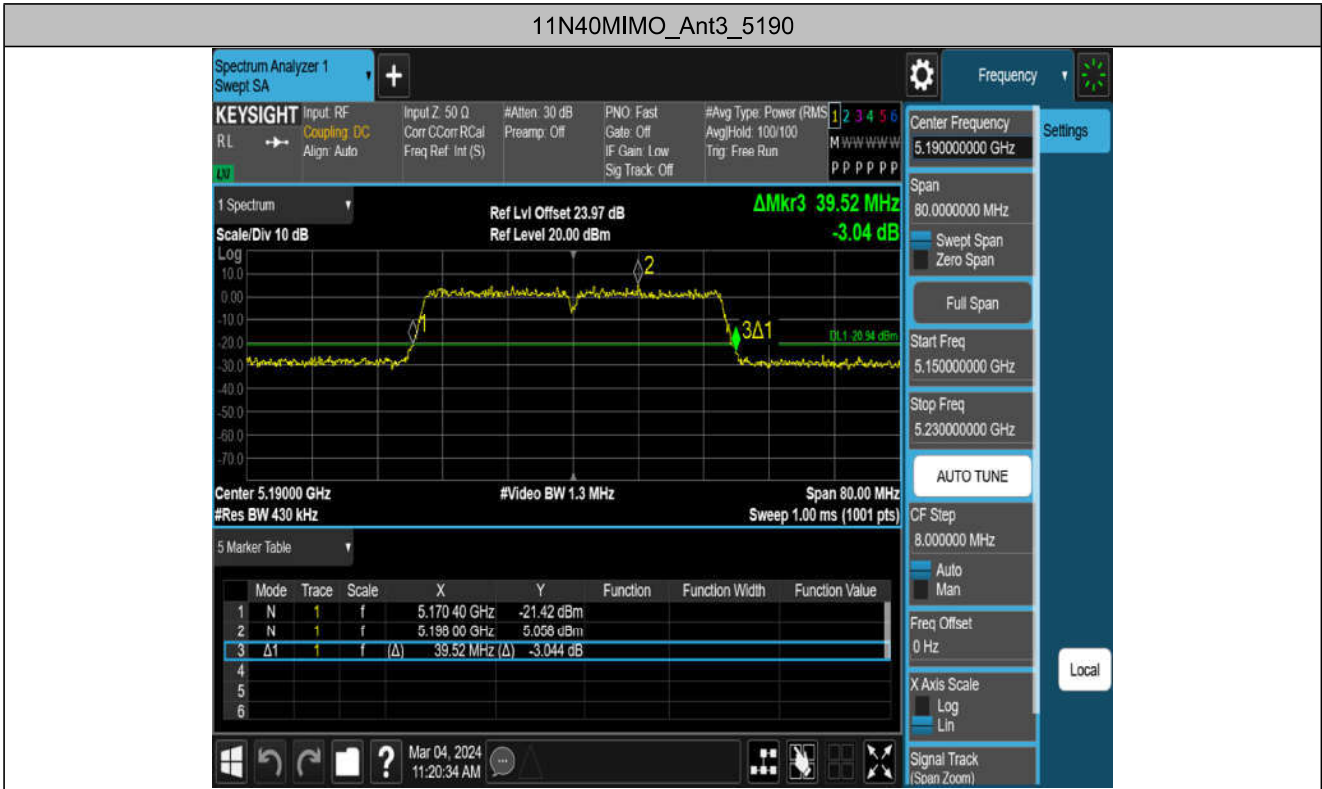 11N40MIMO_Ant3_5190
Spectrum Analyzer 1
Swept SA
+
Frequency
KEYSIGHT
RL
LXI
Input: RF
Coupling: DC
Align: Auto
Input Z: 50 Ω
Corr CCorr RCal
Freq Ref: Int (S)
#Atten: 30 dB
Preamp: Off
PNO: Fast
Gate: Off
IF Gain: Low
Sig Track: Off
#Avg Type: Power (RMS
Avg|Hold: 100/100
Trig: Free Run
1 2 3 4 5 6
M W W W W W
P P P P P P
1 Spectrum
Scale/Div 10 dB
Ref Lvl Offset 23.97 dB
Ref Level 20.00 dBm
ΔMkr3 39.52 MHz
-3.04 dB
Log
10.0
0.00
-10.0
-20.0
-30.0
-40.0
-50.0
-60.0
-70.0
1
2
3Δ1
DL1 -20.94 dBm
Center 5.19000 GHz
#Video BW 1.3 MHz
Span 80.00 MHz
#Res BW 430 kHz
Sweep 1.00 ms (1001 pts)
5 Marker Table
Mode Trace Scale X Y Function Function Width Function Value
1 N 1 f 5.170 40 GHz -21.42 dBm
2 N 1 f 5.198 00 GHz 5.058 dBm
3 Δ1 1 f (Δ) 39.52 MHz (Δ) -3.044 dB
4
5
6
?
Mar 04, 2024
11:20:34 AM
Center Frequency
5.190000000 GHz
Settings
Span
80.0000000 MHz
Swept Span
Zero Span
Full Span
Start Freq
5.150000000 GHz
Stop Freq
5.230000000 GHz
AUTO TUNE
CF Step
8.000000 MHz
Auto
Man
Freq Offset
0 Hz
Local
X Axis Scale
Log
Lin
Signal Track
(Span Zoom)